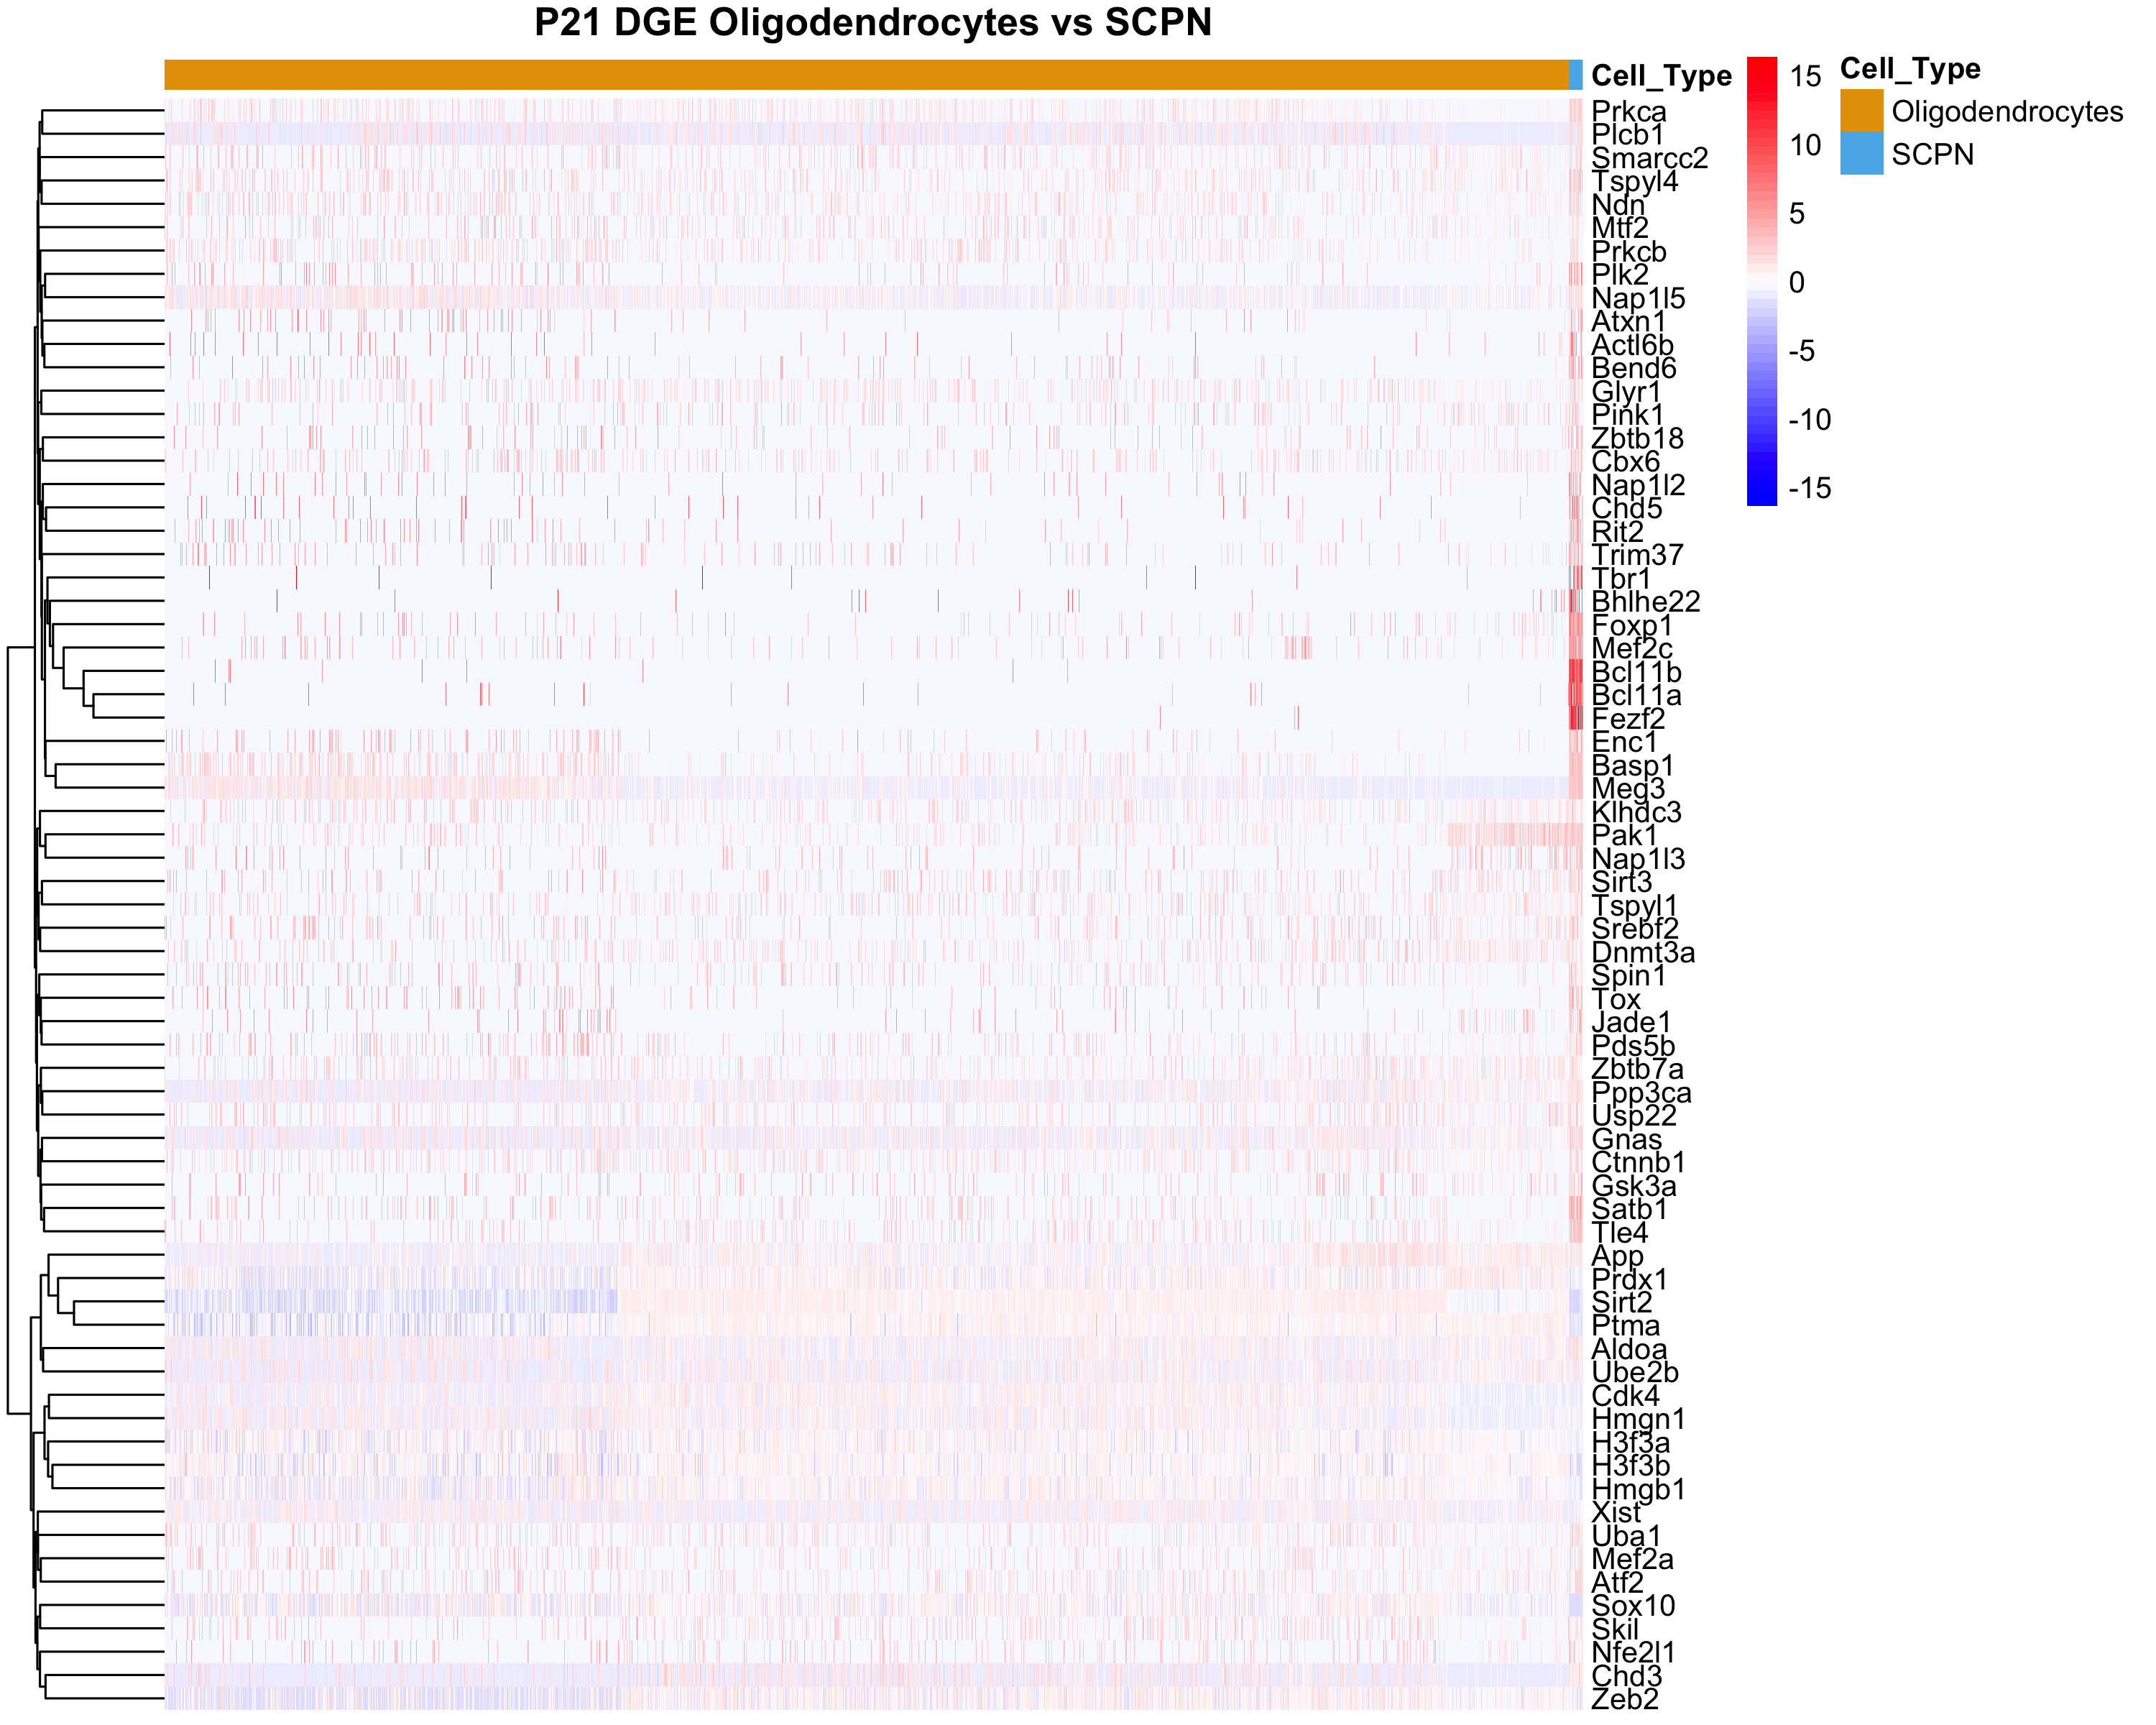 P21 DGE Oligodendrocytes vs SCPN
Cell_Type
Prkca
Plcb1
Smarcc2
Tspyl4
Ndn
Mtf2
Prkcb
Plk2
Nap1l5
Atxn1
Actl6b
Bend6
Glyr1
Pink1
Zbtb18
Cbx6
Nap1l2
Chd5
Rit2
Trim37
Tbr1
Bhlhe22
Foxp1
Mef2c
Bcl11b
Bcl11a
Fezf2
Enc1
Basp1
Meg3
Klhdc3
Pak1
Nap1l3
Sirt3
Tspyl1
Srebf2
Dnmt3a
Spin1
Tox
Jade1
Pds5b
Zbtb7a
Ppp3ca
Usp22
Gnas
Ctnnb1
Gsk3a
Satb1
Tle4
App
Prdx1
Sirt2
Ptma
Aldoa
Ube2b
Cdk4
Hmgn1
H3f3a
H3f3b
Hmgb1
Xist
Uba1
Mef2a
Atf2
Sox10
Skil
Nfe2l1
Chd3
Zeb2
15
10
5
0
-5
-10
-15
Cell_Type
Oligodendrocytes
SCPN